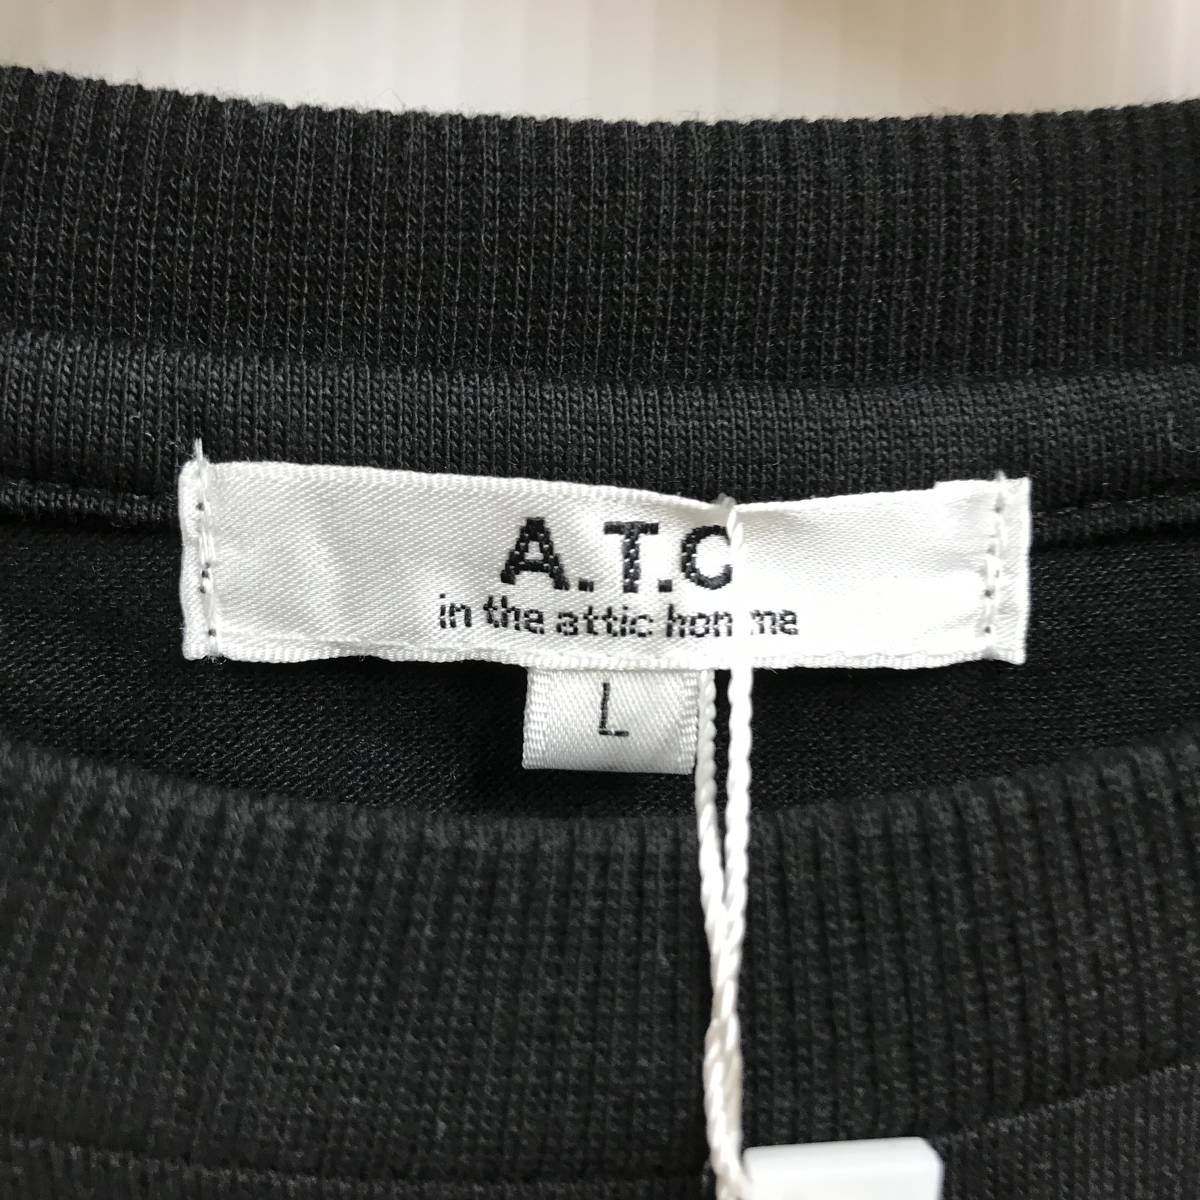 A.T.C
in the attic homme
L